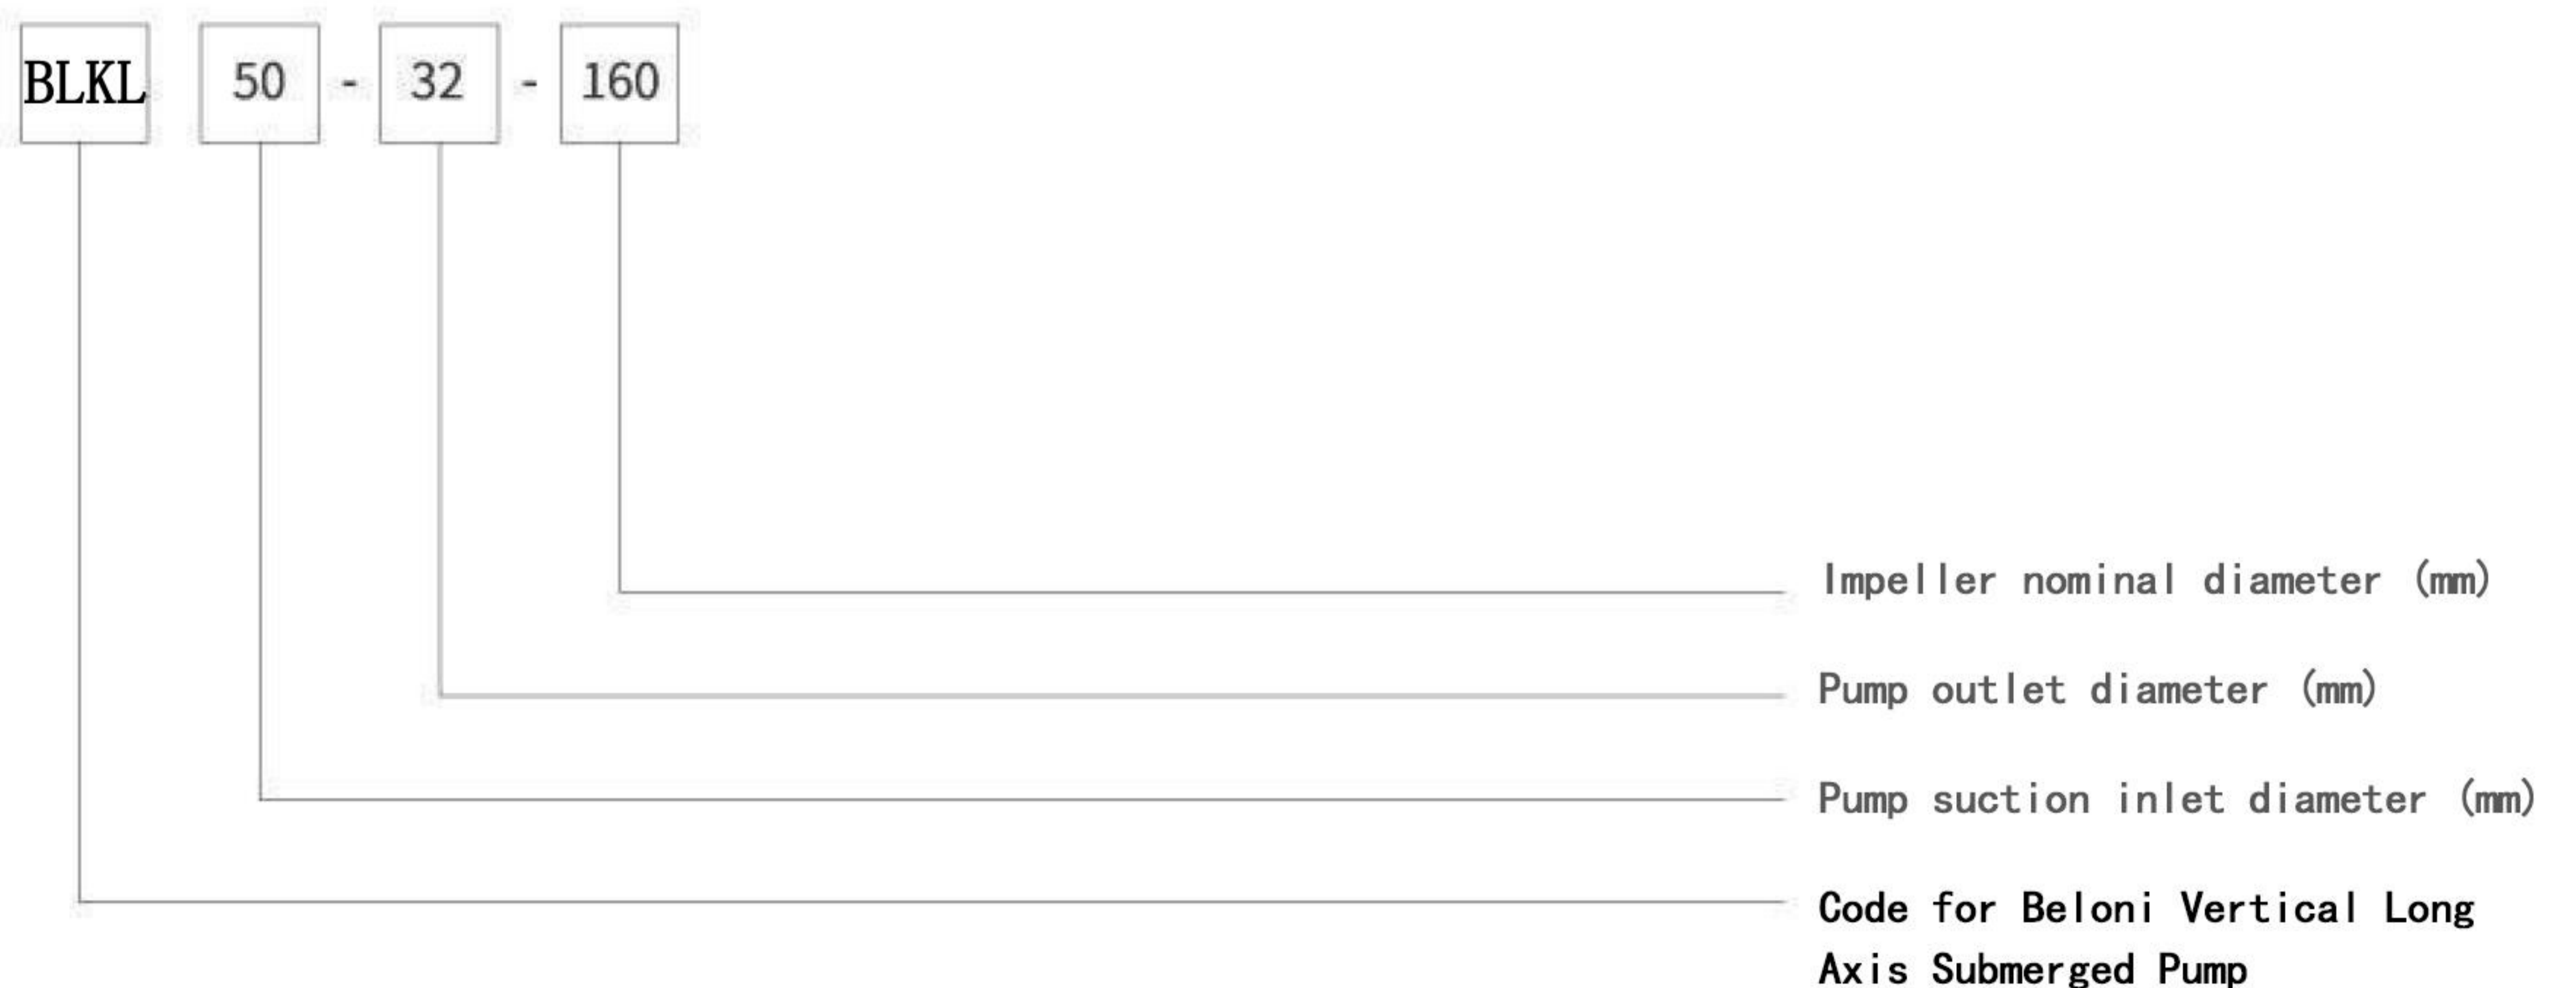 BLKL 50 - 32 - 160
Impeller nominal diameter (mm)
Pump outlet diameter (mm)
Pump suction inlet diameter (mm)
Code for Beloni Vertical Long
Axis Submerged Pump